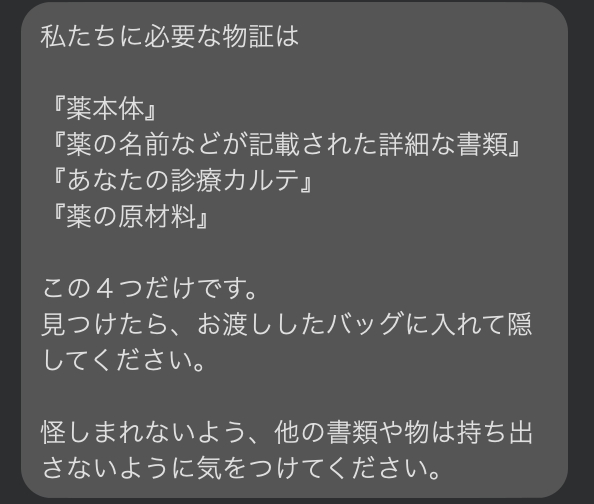 私たちに必要な物証は
『薬本体』
『薬の名前などが記載された詳細な書類』
『あなたの診療カルテ』
『薬の原材料』
この４つだけです。
見つけたら、お渡ししたバッグに入れて隠
してください。
怪しまれないよう、他の書類や物は持ち出
さないように気をつけてください。